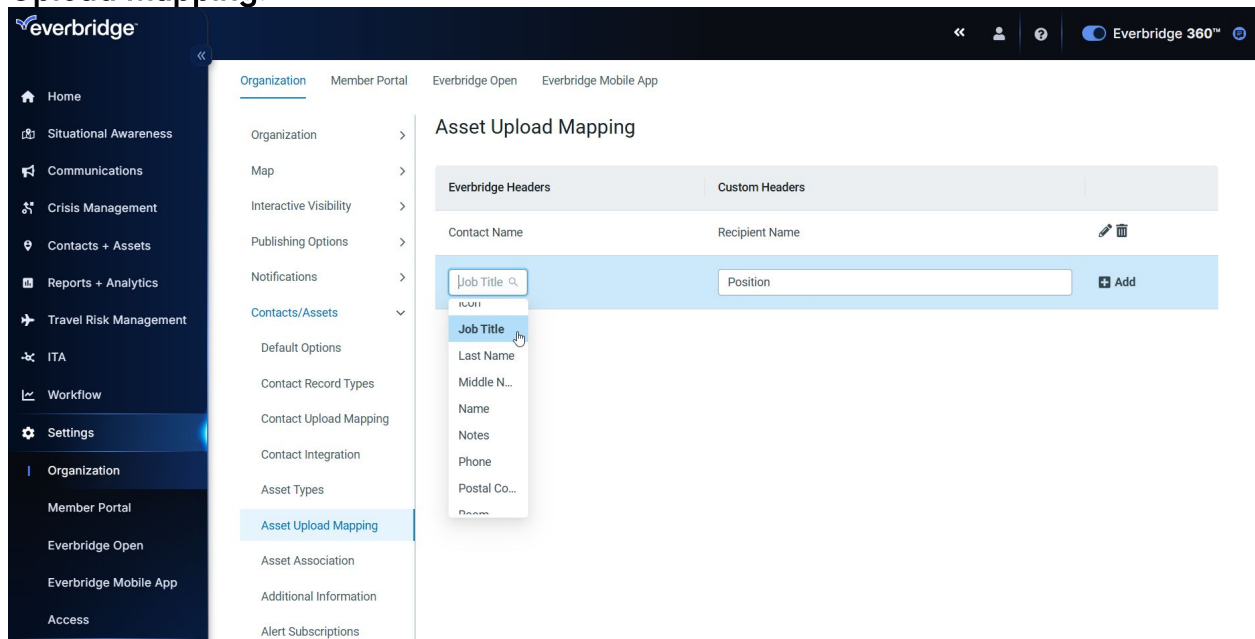 Upload Mapping.
everbridge
Everbridge 360™
Home
Situational Awareness
Communications
Crisis Management
Contacts + Assets
Reports + Analytics
Travel Risk Management
ITA
Workflow
Settings
Organization
Member Portal
Everbridge Open
Everbridge Mobile App
Access
Organization Member Portal Everbridge Open Everbridge Mobile App
Organization
Map
Interactive Visibility
Publishing Options
Notifications
Contacts/Assets
Default Options
Contact Record Types
Contact Upload Mapping
Contact Integration
Asset Types
Asset Upload Mapping
Asset Association
Additional Information
Alert Subscriptions
Asset Upload Mapping
Everbridge Headers Custom Headers
Contact Name Recipient Name
Job Title Position Add
Icon
Job Title
Last Name
Middle N...
Name
Notes
Phone
Postal Co...
Room